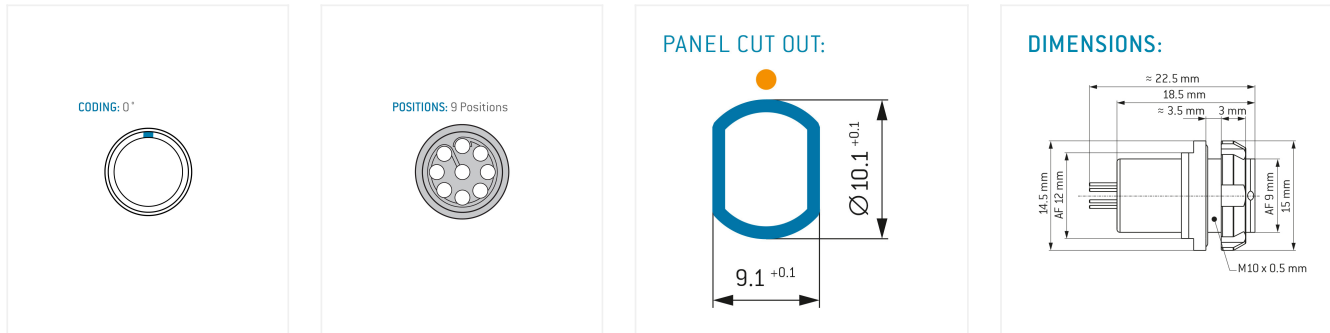 CODING: 0°
POSITIONS: 9 Positions
PANEL CUT OUT:
Ø 10.1 +0.1
9.1 +0.1
DIMENSIONS:
≈ 22.5 mm
18.5 mm
≈ 3.5 mm 3 mm
14.5 mm
AF 12 mm
AF 9 mm
15 mm
M10 x 0.5 mm